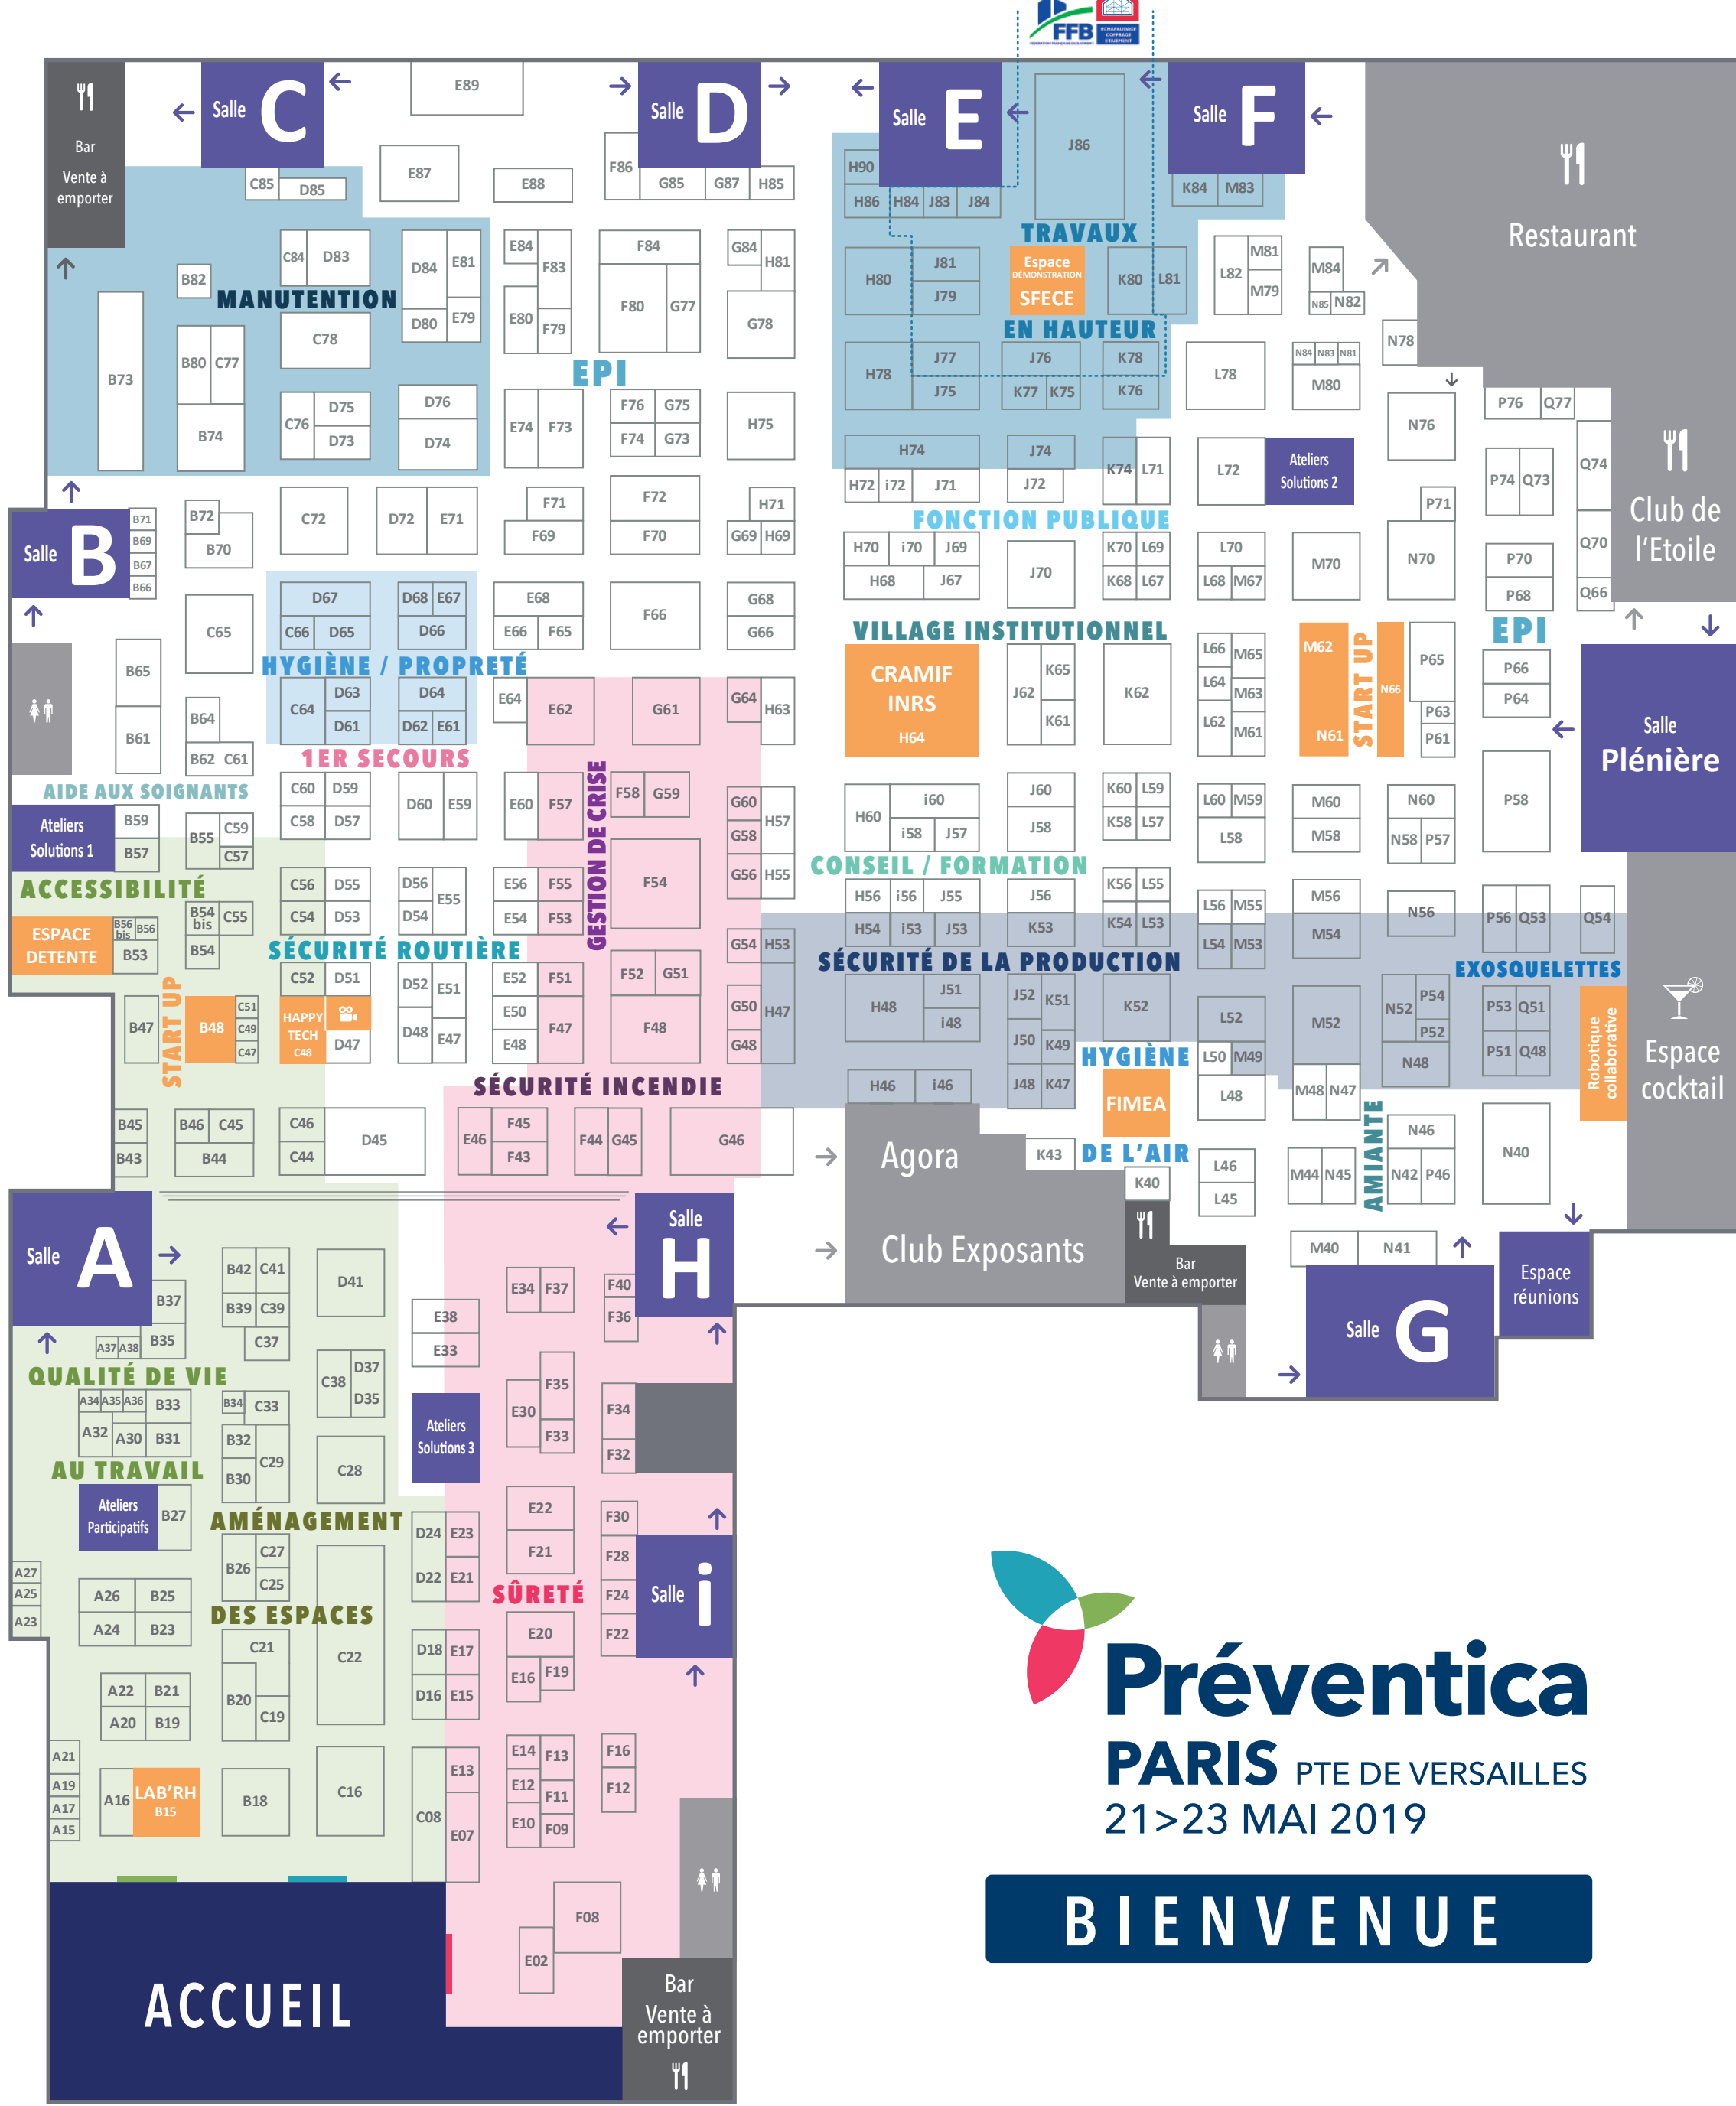 FFB
FÉDÉRATION FRANÇAISE DU BÂTIMENT
ÉCHAFAUDAGE
COFFRAGE
ETAIEMENT
Bar
Vente à
emporter
Salle C
E89
Salle D
Salle E
J86
Salle F
Restaurant
C85 D85
E87
E88
F86 G85 G87 H85
H90
H86 H84 J83 J84
K84 M83
TRAVAUX
Espace
DÉMONSTRATION
SFECE
EN HAUTEUR
B82
C84 D83
D84 E81
D80 E79
E84 F83
E80 F79
F84
F80 G77
G84 H81
G78
H80 J81
J79
K80 L81
L82 M81
M79
M84
N85 N82
N78
MANUTENTION
B73
B80 C77
B74
C78
C76 D75
D73
D76
D74
EPI
E74 F73
F76 G75
F74 G73
H75
H78 J77
J75
J76
K77 K75
K78
K76
L78
N84 N83 N81
M80
N76
P76 Q77
Club de
l'Etoile
H74
H72 i72 J71
J74
J72
K74 L71
L72
Ateliers
Solutions 2
P74 Q73
Q74
P71
N70
Q70
Q66
P70
P68
FONCTION PUBLIQUE
Salle B
B71
B69
B67
B66
B72
B70
C72
D72 E71
F71
F69
F72
F70
H71
G69 H69
H70 i70 J69
H68 J67
J70
K70 L69
K68 L67
L70
L68 M67
M70
C65
D67
C66 D65
D68 E67
D66
E68
E66 F65
F66
G68
G66
VILLAGE INSTITUTIONNEL
EPI
HYGIÈNE / PROPRETÉ
B65
B61
B64
B62 C61
C64 D63
D61
D64
D62 E61
E64
E62
G61
G64 H63
CRAMIF
INRS
H64
J62 K65
K61
K62
L66 M65
L64 M63
L62 M61
M62
N61
START UP
N66
P65
P63
P61
P66
P64
Salle
Plénière
1ER SECOURS
AIDE AUX SOIGNANTS
GESTION DE CRISE
Ateliers
Solutions 1
B59
B57
B55 C59
C57
C60 D59
C58 D57
D60 E59
E60 F57
F58 G59
G60 H57
G58
G56 H55
H60 i60
i58 J57
J60
J58
K60 L59
K58 L57
L60 M59
L58
M60
M58
N60
N58 P57
P58
CONSEIL / FORMATION
ACCESSIBILITÉ
ESPACE
DETENTE
B56
bis
B56
B53
B54
bis
C55
B54
C56 D55
C54 D53
D56
D54
E55
E56 F55
E54 F53
F54
G54 H53
H56 i56 J55
H54 i53 J53
J56
K53
K56 L55
K54 L53
L56 M55
L54 M53
M56
M54
N56
P56 Q53
Q54
SÉCURITÉ ROUTIÈRE
SÉCURITÉ DE LA PRODUCTION
EXOSQUELETTES
START UP
B47
B48
C51
C49
C47
C52 D51
HAPPY
TECH
C48
D47
D52 E51
D48 E47
E52 F51
E50
E48
F47
F52 G51
F48
G50 H47
G48
H48 J51
i48
J52 K51
J50 K49
J48 K47
K52
L52
L50 M49
L48
M52
M48 N47
N52 P54
P52
N48
P53 Q51
P51 Q48
Robotique
collaborative
Espace
cocktail
SÉCURITÉ INCENDIE
H46 i46
HYGIÈNE
FIMEA
DE L'AIR
AMIANTE
B45
B43
B46 C45
B44
C46
C44
D45
E46 F45
F43
F44 G45
G46
Agora
Club Exposants
K43
K40
L46
L45
M44 N45
N46
N42 P46
N40
M40 N41
Bar
Vente à emporter
Salle G
Espace
réunions
Salle A
Salle H
B37
B35
A37 A38
B42 C41
B39 C39
C37
D41
E38
E33
E34 F37
F40
F36
QUALITÉ DE VIE
A34 A35 A36 B33
A32 A30 B31
B34 C33
B32
B30
C29
C38 D37
D35
C28
Ateliers
Solutions 3
E30 F35
F33
F34
F32
AU TRAVAIL
Ateliers
Participatifs
B27
AMÉNAGEMENT
B26 C27
C25
DES ESPACES
D24 E23
D22 E21
E22
F21
SÛRETÉ
F30
F28
F24
F22
Salle i
A27
A25
A23
A26 B25
A24 B23
C21
B20
C19
C22
D18 E17
D16 E15
E20
E16 F19
A22 B21
A20 B19
A21
A19
A17
A15
A16
LAB'RH
B15
B18
C16
C08
E13
E07
E14 F13
E12 F11
E10 F09
F16
F12
F08
E02
ACCUEIL
Bar
Vente à
emporter
Préventica
PARIS PTE DE VERSAILLES
21>23 MAI 2019
BIENVENUE